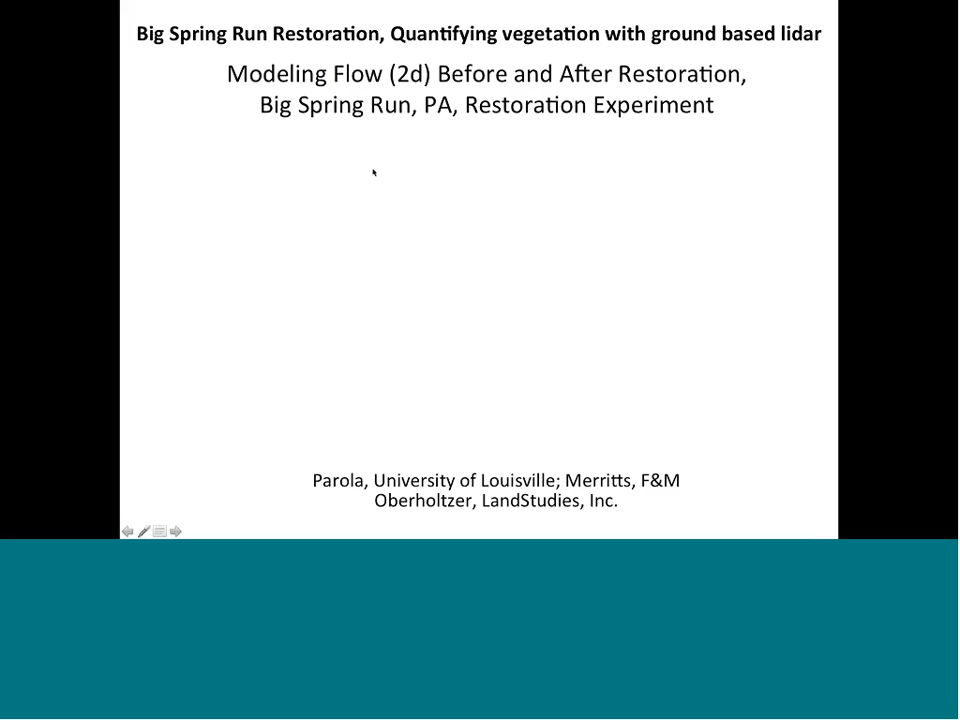 Big Spring Run Restoration, Quantifying vegetation with ground based lidar
Modeling Flow (2d) Before and After Restoration,
Big Spring Run, PA, Restoration Experiment
Parola, University of Louisville; Merritts, F&M
Oberholtzer, LandStudies, Inc.